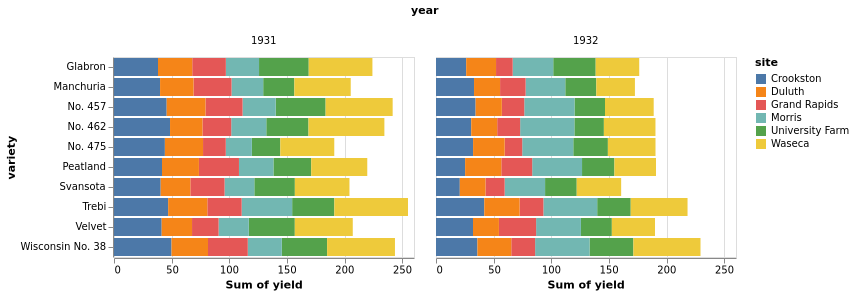 year
1931
1932
variety
Glabron
Manchuria
No. 457
No. 462
No. 475
Peatland
Svansota
Trebi
Velvet
Wisconsin No. 38
0 50 100 150 200 250
0 50 100 150 200 250
Sum of yield
Sum of yield
site
Crookston
Duluth
Grand Rapids
Morris
University Farm
Waseca